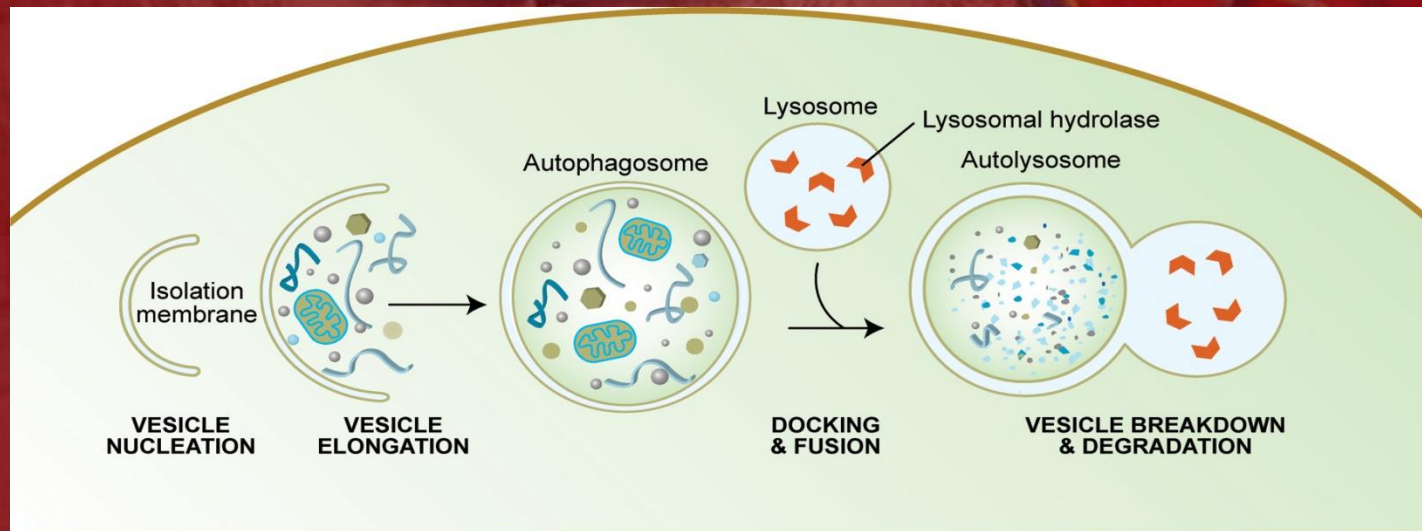 Lysosome
Lysosomal hydrolase
Autophagosome
Autolysosome
Isolation
membrane
VESICLE
NUCLEATION
VESICLE
ELONGATION
DOCKING
& FUSION
VESICLE BREAKDOWN
& DEGRADATION